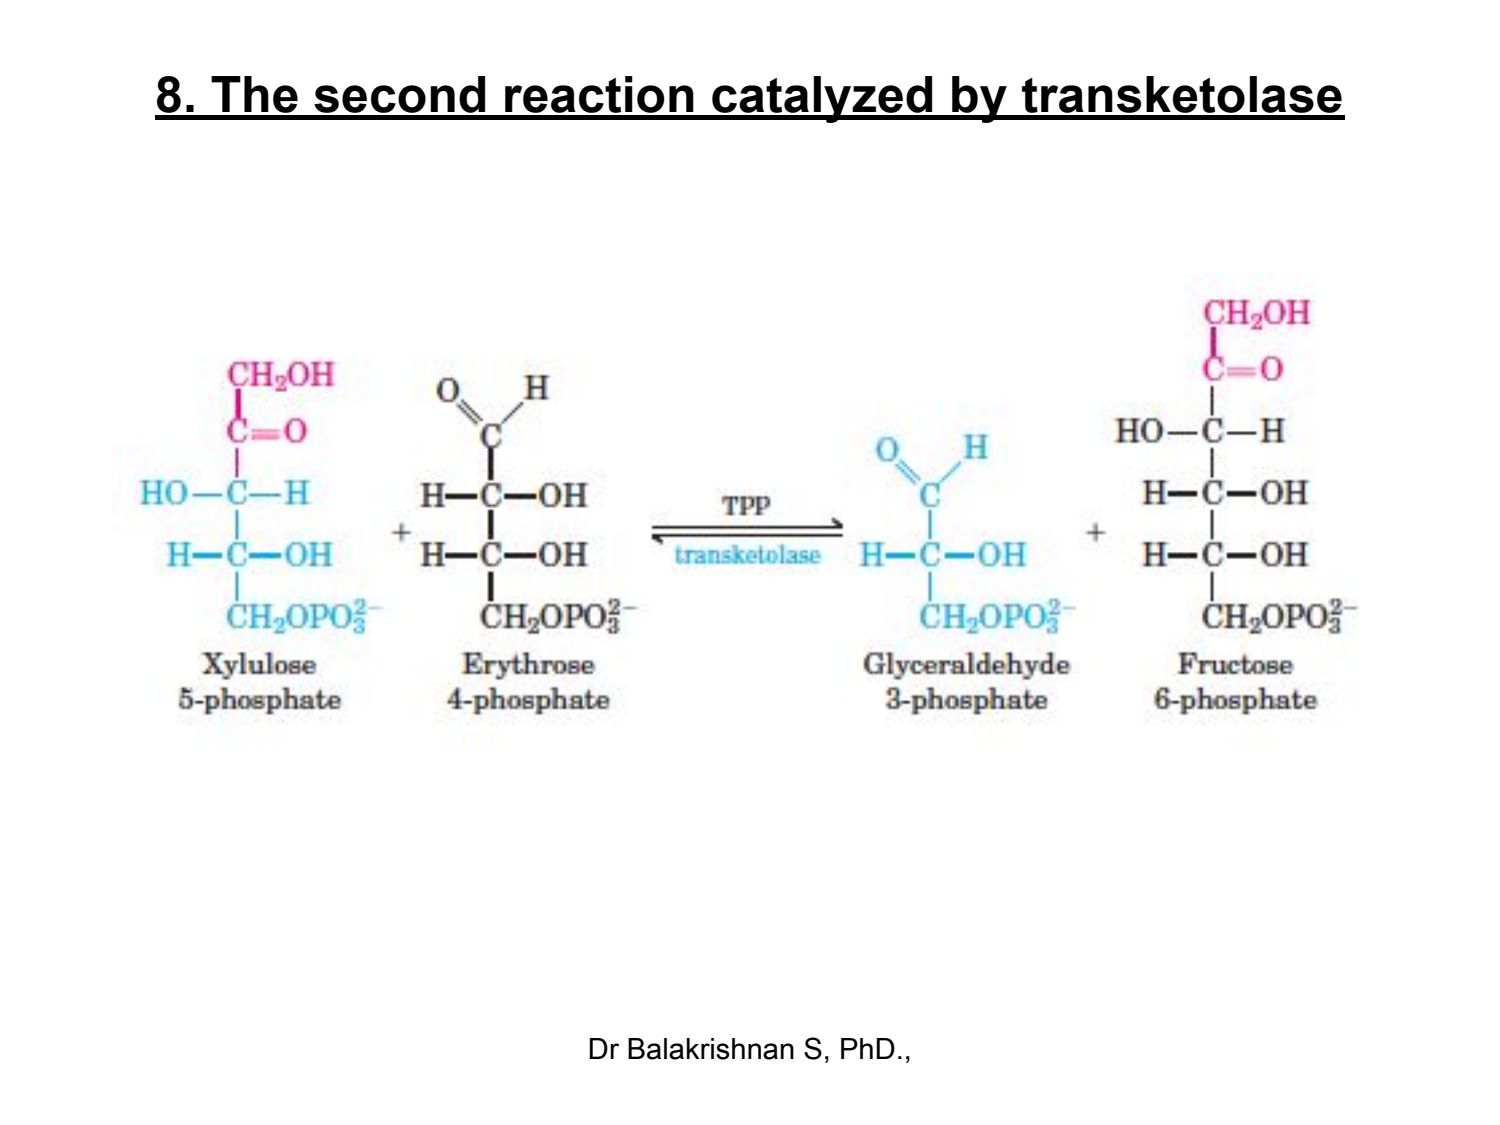 8. The second reaction catalyzed by transketolase
CH₂OH
C=O
HO—C—H
H—C—OH
CH₂OPO₃²⁻
Xylulose
5-phosphate
+
O H
C
H—C—OH
H—C—OH
CH₂OPO₃²⁻
Erythrose
4-phosphate
TPP
transketolase
O H
C
H—C—OH
CH₂OPO₃²⁻
Glyceraldehyde
3-phosphate
+
CH₂OH
C=O
HO—C—H
H—C—OH
H—C—OH
CH₂OPO₃²⁻
Fructose
6-phosphate
Dr Balakrishnan S, PhD.,